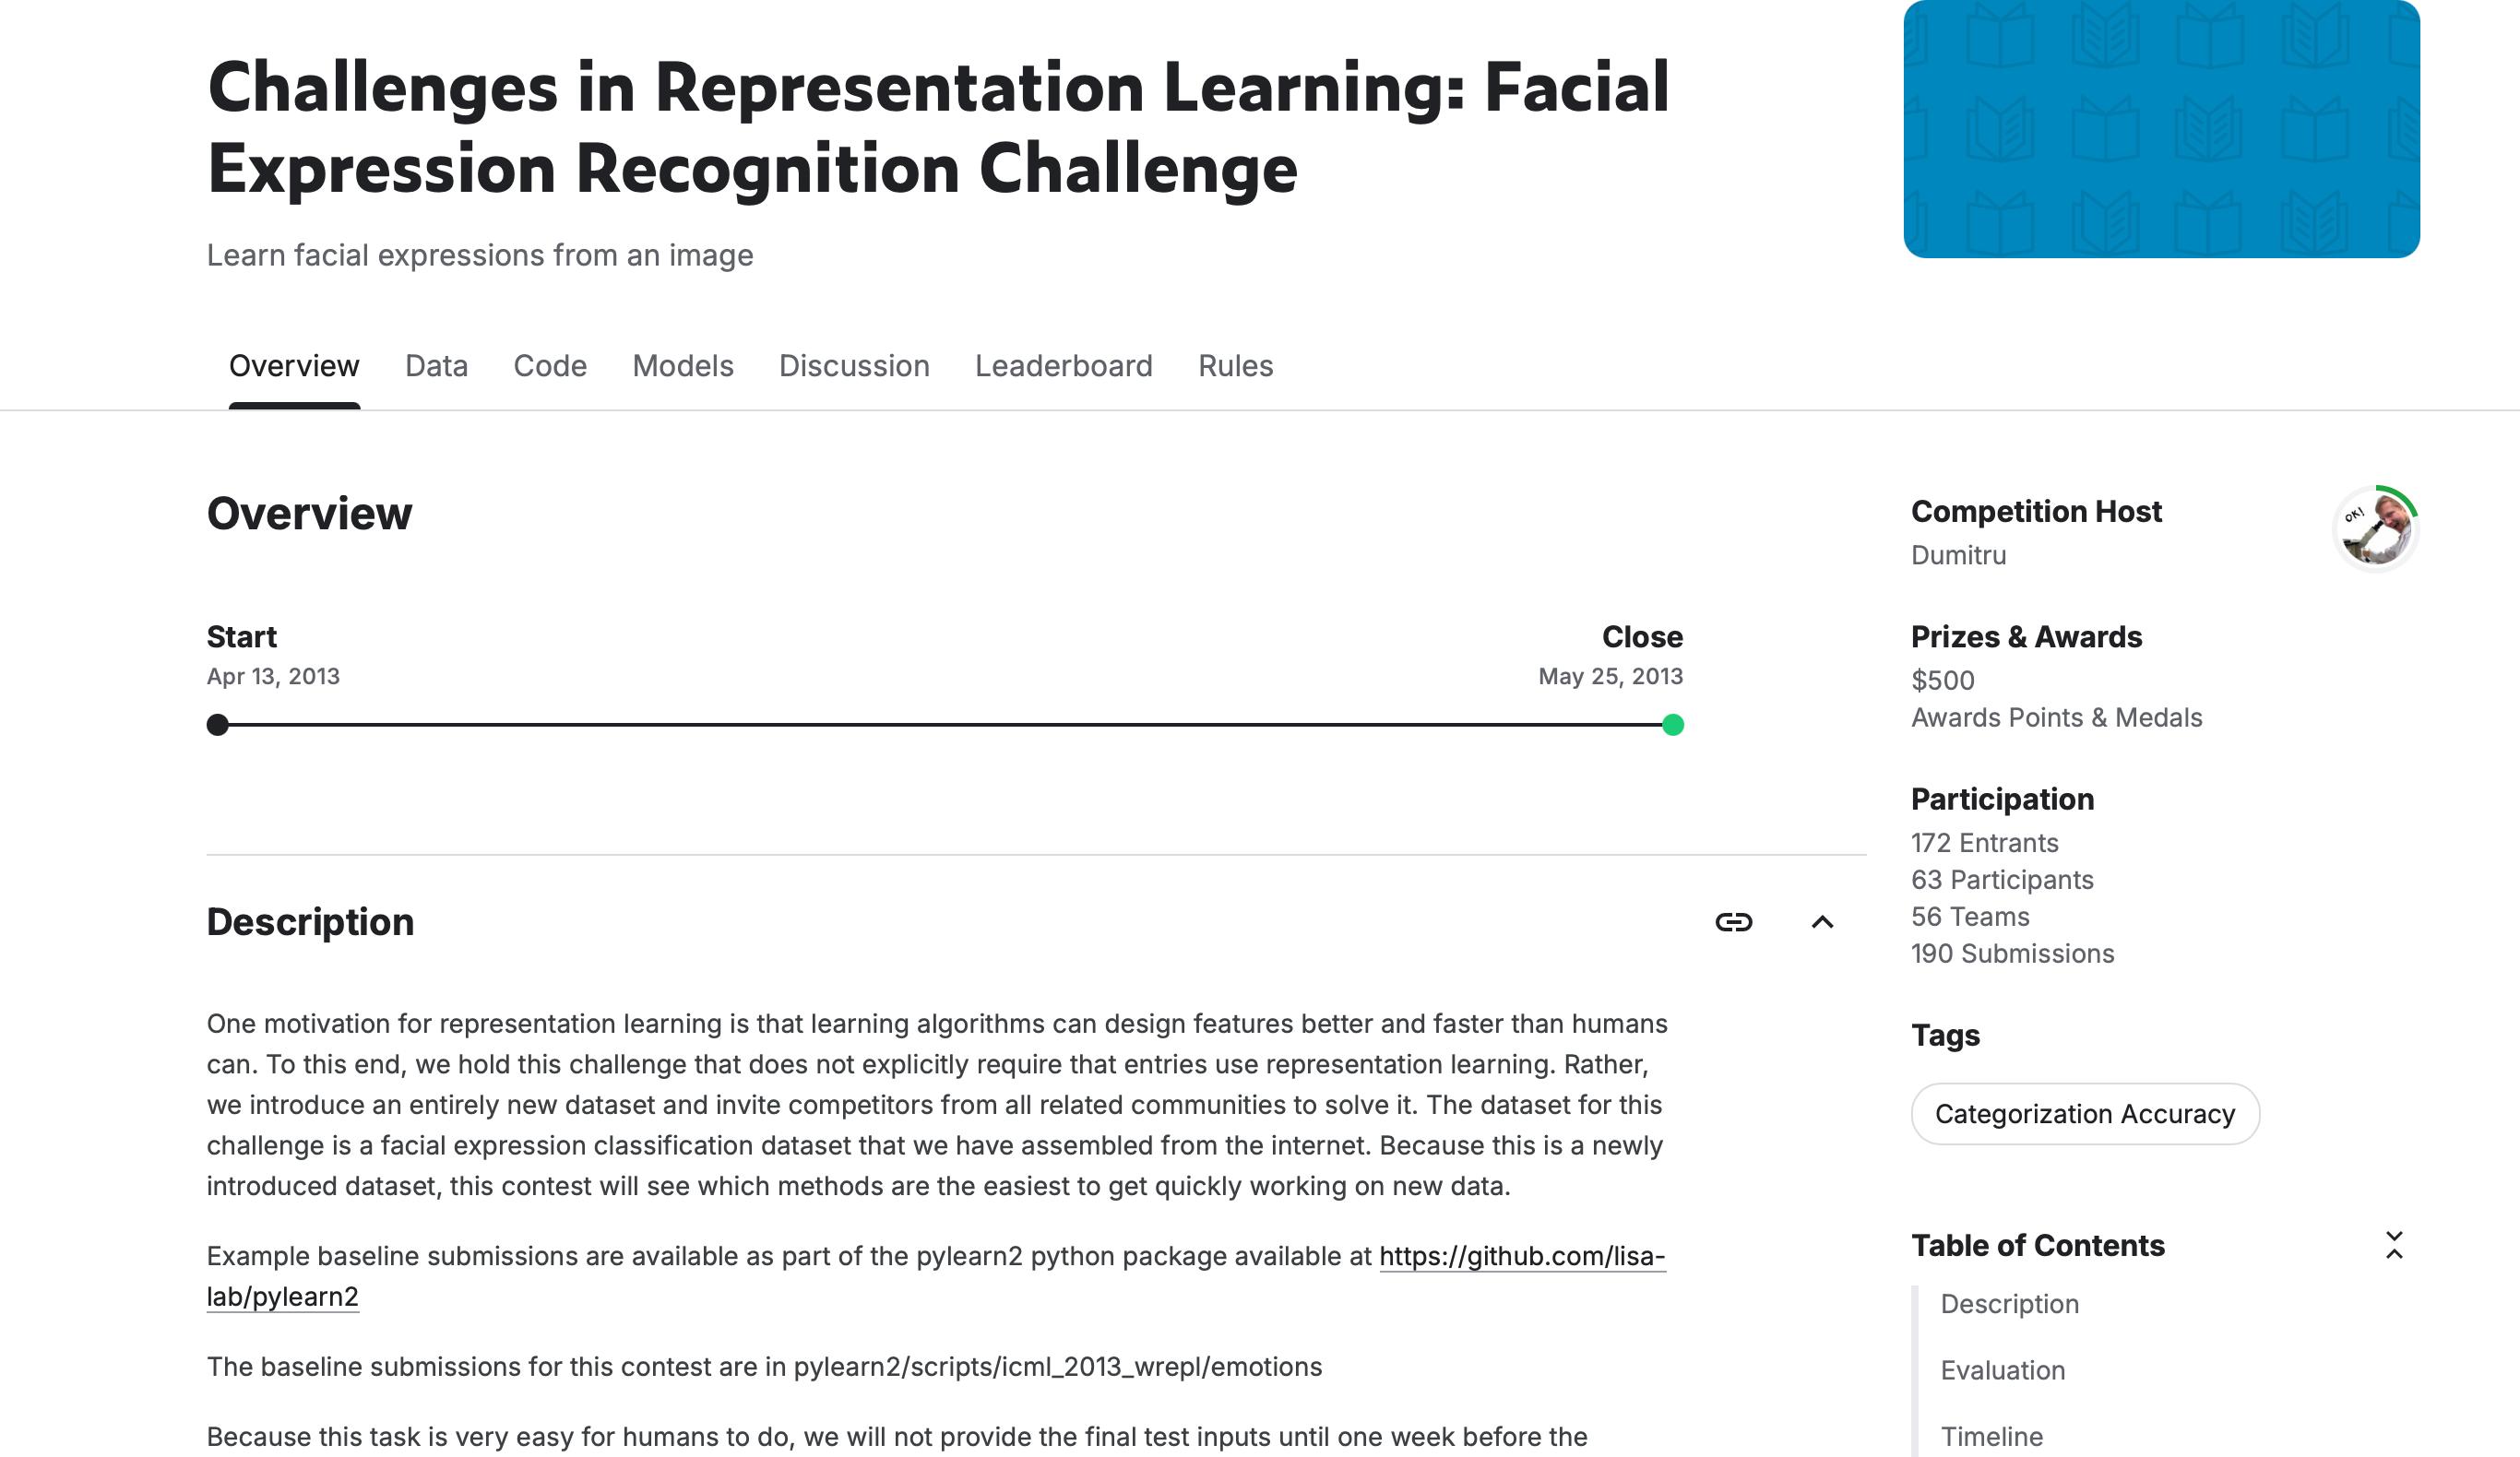 Challenges in Representation Learning: Facial
Expression Recognition Challenge
Learn facial expressions from an image
Overview Data Code Models Discussion Leaderboard Rules
Overview
Start
Apr 13, 2013
Close
May 25, 2013
Description
One motivation for representation learning is that learning algorithms can design features better and faster than humans
can. To this end, we hold this challenge that does not explicitly require that entries use representation learning. Rather,
we introduce an entirely new dataset and invite competitors from all related communities to solve it. The dataset for this
challenge is a facial expression classification dataset that we have assembled from the internet. Because this is a newly
introduced dataset, this contest will see which methods are the easiest to get quickly working on new data.
Example baseline submissions are available as part of the pylearn2 python package available at https://github.com/lisa-
lab/pylearn2
The baseline submissions for this contest are in pylearn2/scripts/icml_2013_wrepl/emotions
Because this task is very easy for humans to do, we will not provide the final test inputs until one week before the
Competition Host
Dumitru
OK!
Prizes & Awards
$500
Awards Points & Medals
Participation
172 Entrants
63 Participants
56 Teams
190 Submissions
Tags
Categorization Accuracy
Table of Contents
Description
Evaluation
Timeline